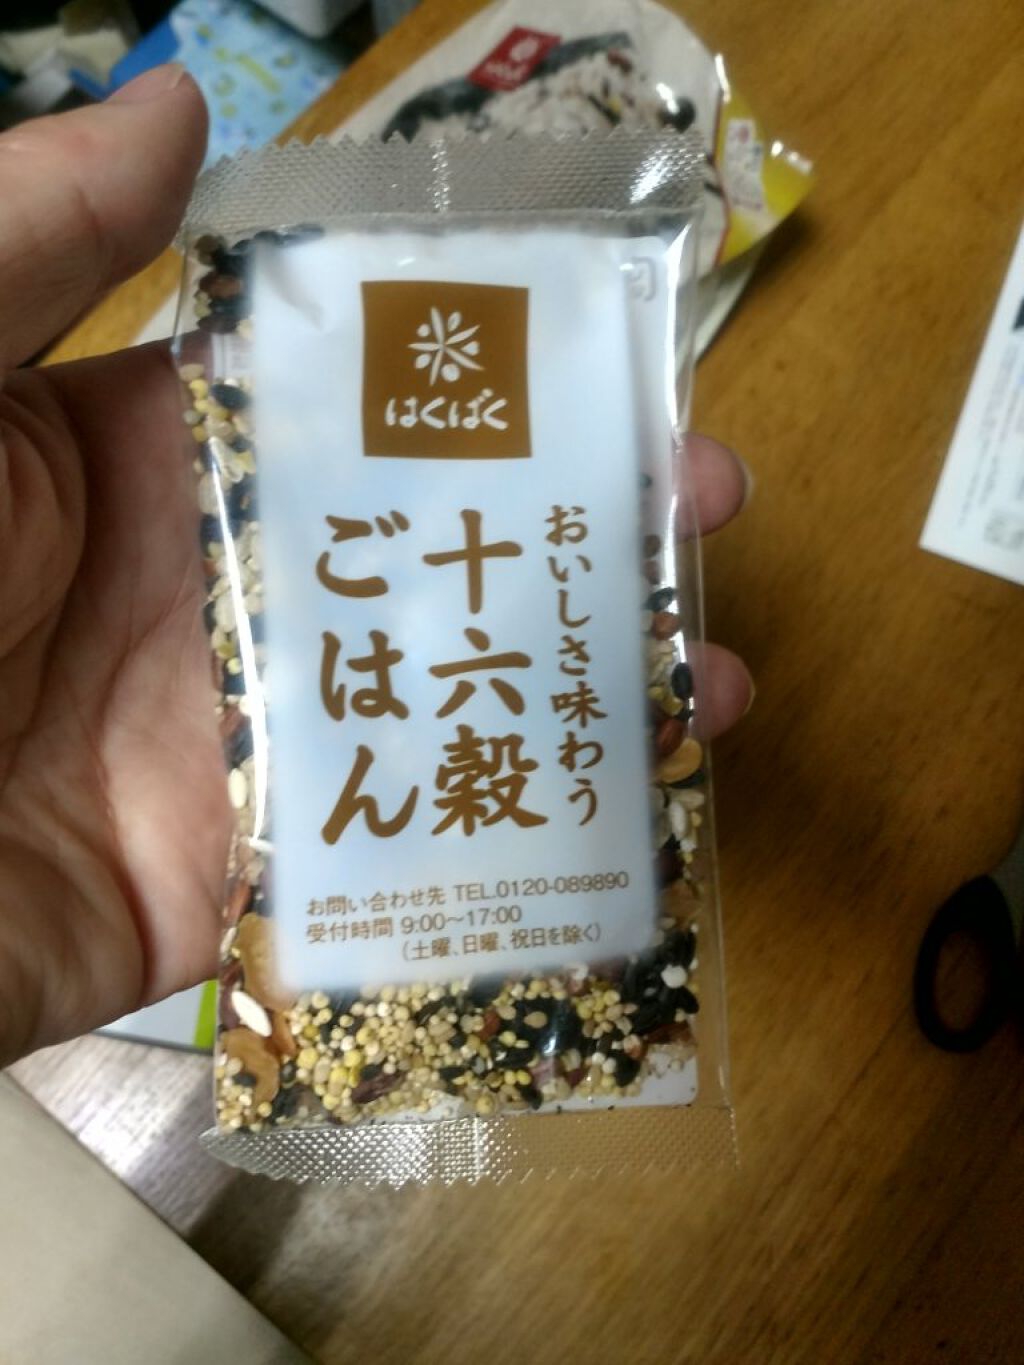 はくばく
おいしさ味わう
十六穀
ごはん
お問い合わせ先 TEL.0120-089890
受付時間 9:00～17:00
(土曜、日曜、祝日を除く)